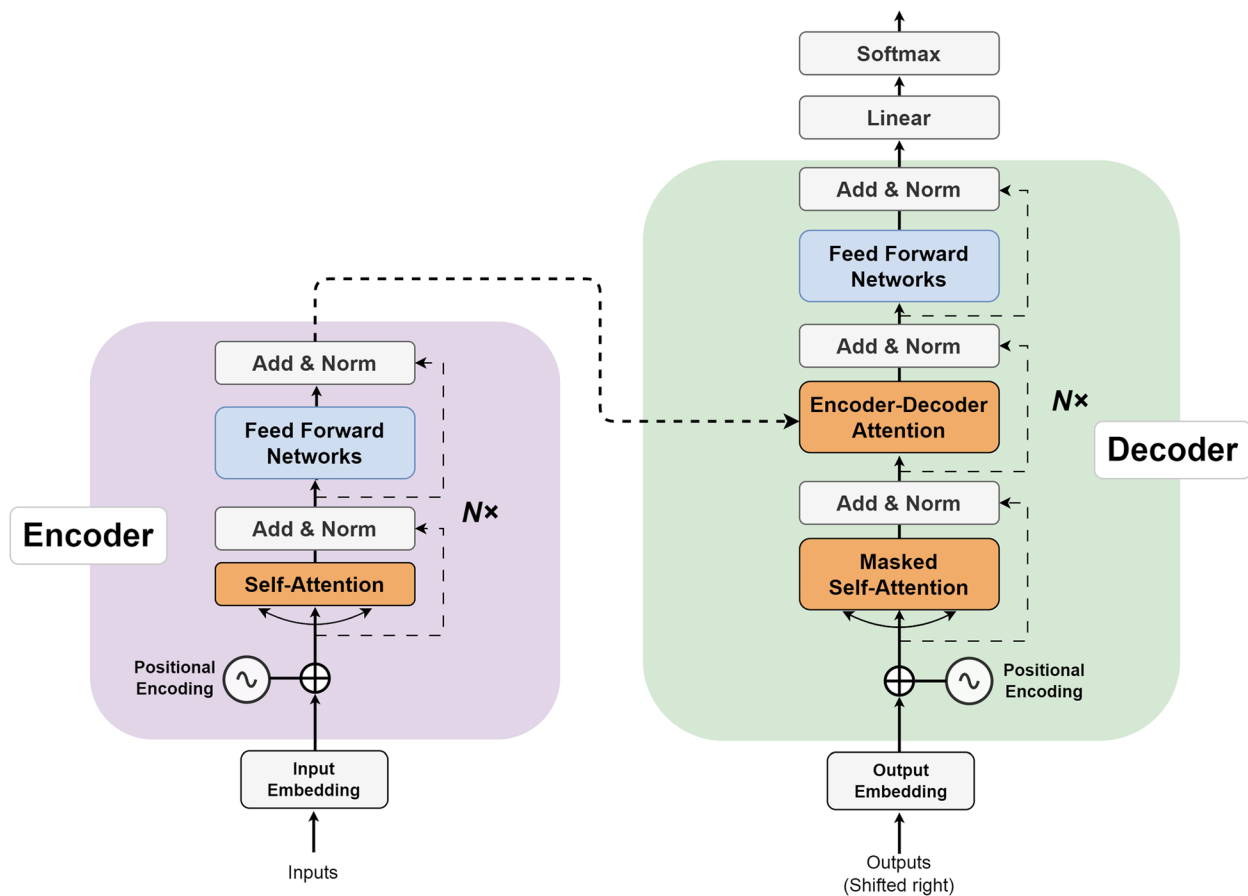 Softmax
Linear
Add & Norm
Feed Forward
Networks
Add & Norm
Encoder-Decoder
Attention
N×
Decoder
Add & Norm
Masked
Self-Attention
Positional
Encoding
Output
Embedding
Outputs
(Shifted right)
Add & Norm
Feed Forward
Networks
N×
Encoder
Add & Norm
Self-Attention
Positional
Encoding
Input
Embedding
Inputs